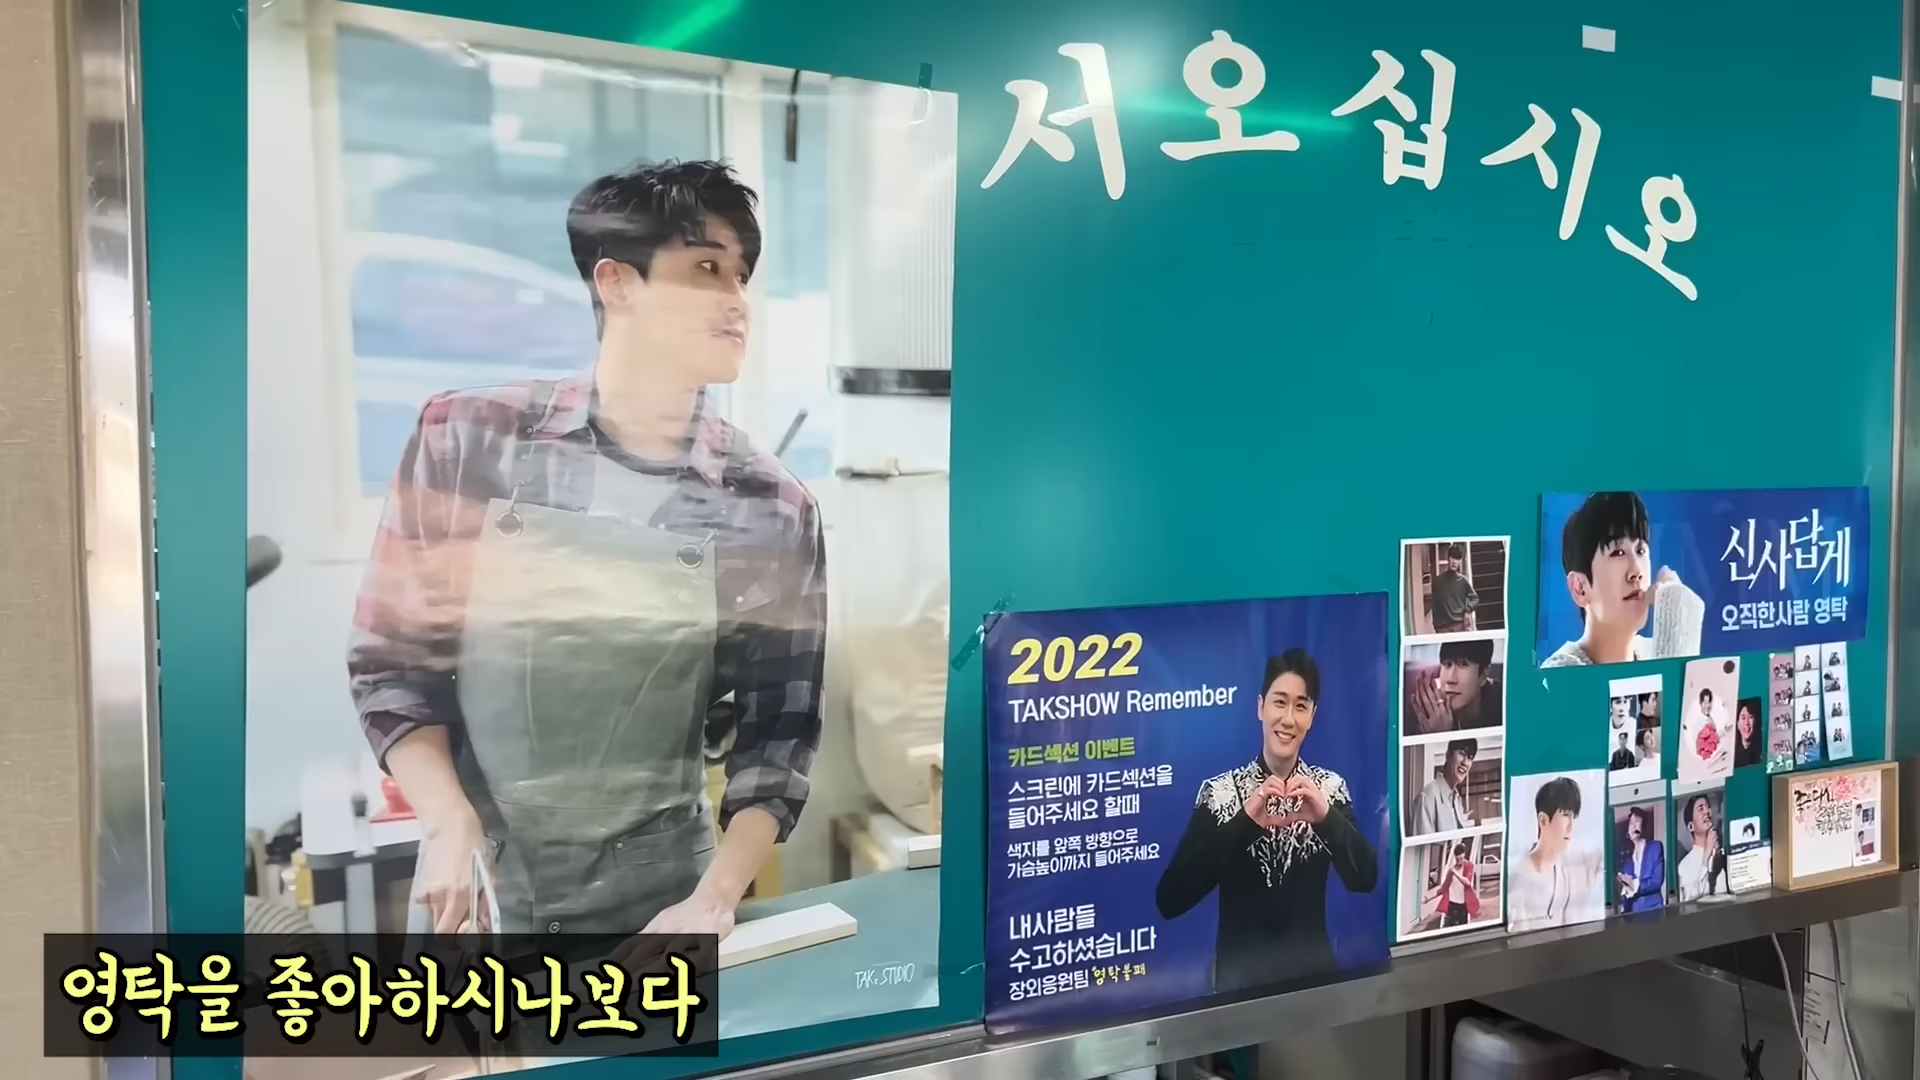 서오십시오
신사답게
오직한사람 영탁
2022
TAKSHOW Remember
카드섹션 이벤트
스크린에 카드섹션을
들어주세요 할때
색지를 앞쪽 방향으로
가슴높이까지 들어주세요
내사람들
수고하셨습니다
장외응원팀 영탁불패
TAK STUDIO
영탁을 좋아하시나보다